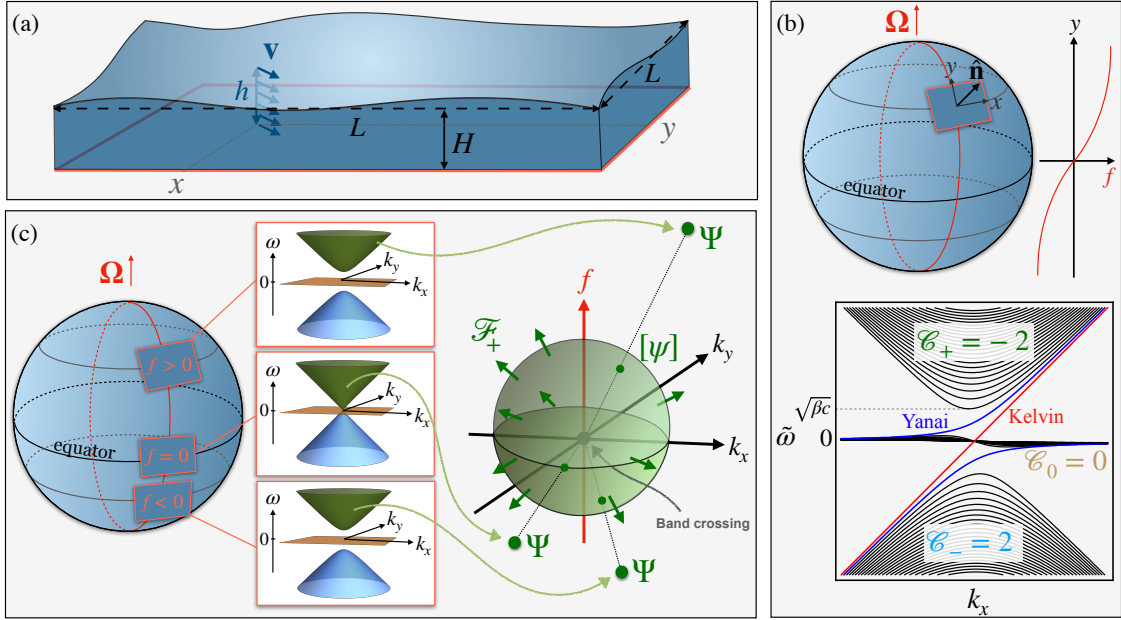 (a)
v
h
L
L
H
x
y
(b)
Ω
n̂
y
x
equator
y
f
√βc
ω̃
0
𝒞₊ = − 2
Yanai
Kelvin
𝒞₀ = 0
𝒞₋ = 2
kₓ
(c)
Ω
f > 0
f = 0
f < 0
equator
ω
0
k_y
kₓ
ω
0
k_y
kₓ
ω
0
k_y
kₓ
Ψ
f
ℱ₊
[ψ]
k_y
kₓ
Band crossing
Ψ
Ψ